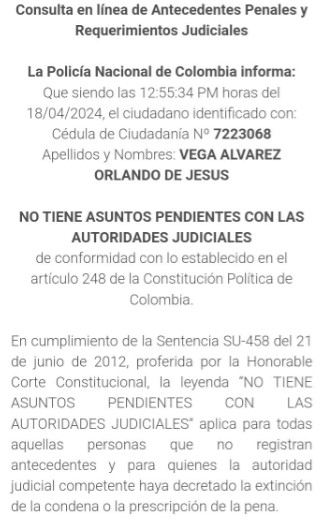 Consulta en línea de Antecedentes Penales y
Requerimientos Judiciales
La Policía Nacional de Colombia informa:
Que siendo las 12:55:34 PM horas del
18/04/2024, el ciudadano identificado con:
Cédula de Ciudadanía Nº 7223068
Apellidos y Nombres: VEGA ALVAREZ
ORLANDO DE JESUS
NO TIENE ASUNTOS PENDIENTES CON LAS
AUTORIDADES JUDICIALES
de conformidad con lo establecido en el
artículo 248 de la Constitución Política de
Colombia.
En cumplimiento de la Sentencia SU-458 del 21
de junio de 2012, proferida por la Honorable
Corte Constitucional, la leyenda “NO TIENE
ASUNTOS PENDIENTES CON LAS
AUTORIDADES JUDICIALES” aplica para todas
aquellas personas que no registran
antecedentes y para quienes la autoridad
judicial competente haya decretado la extinción
de la condena o la prescripción de la pena.